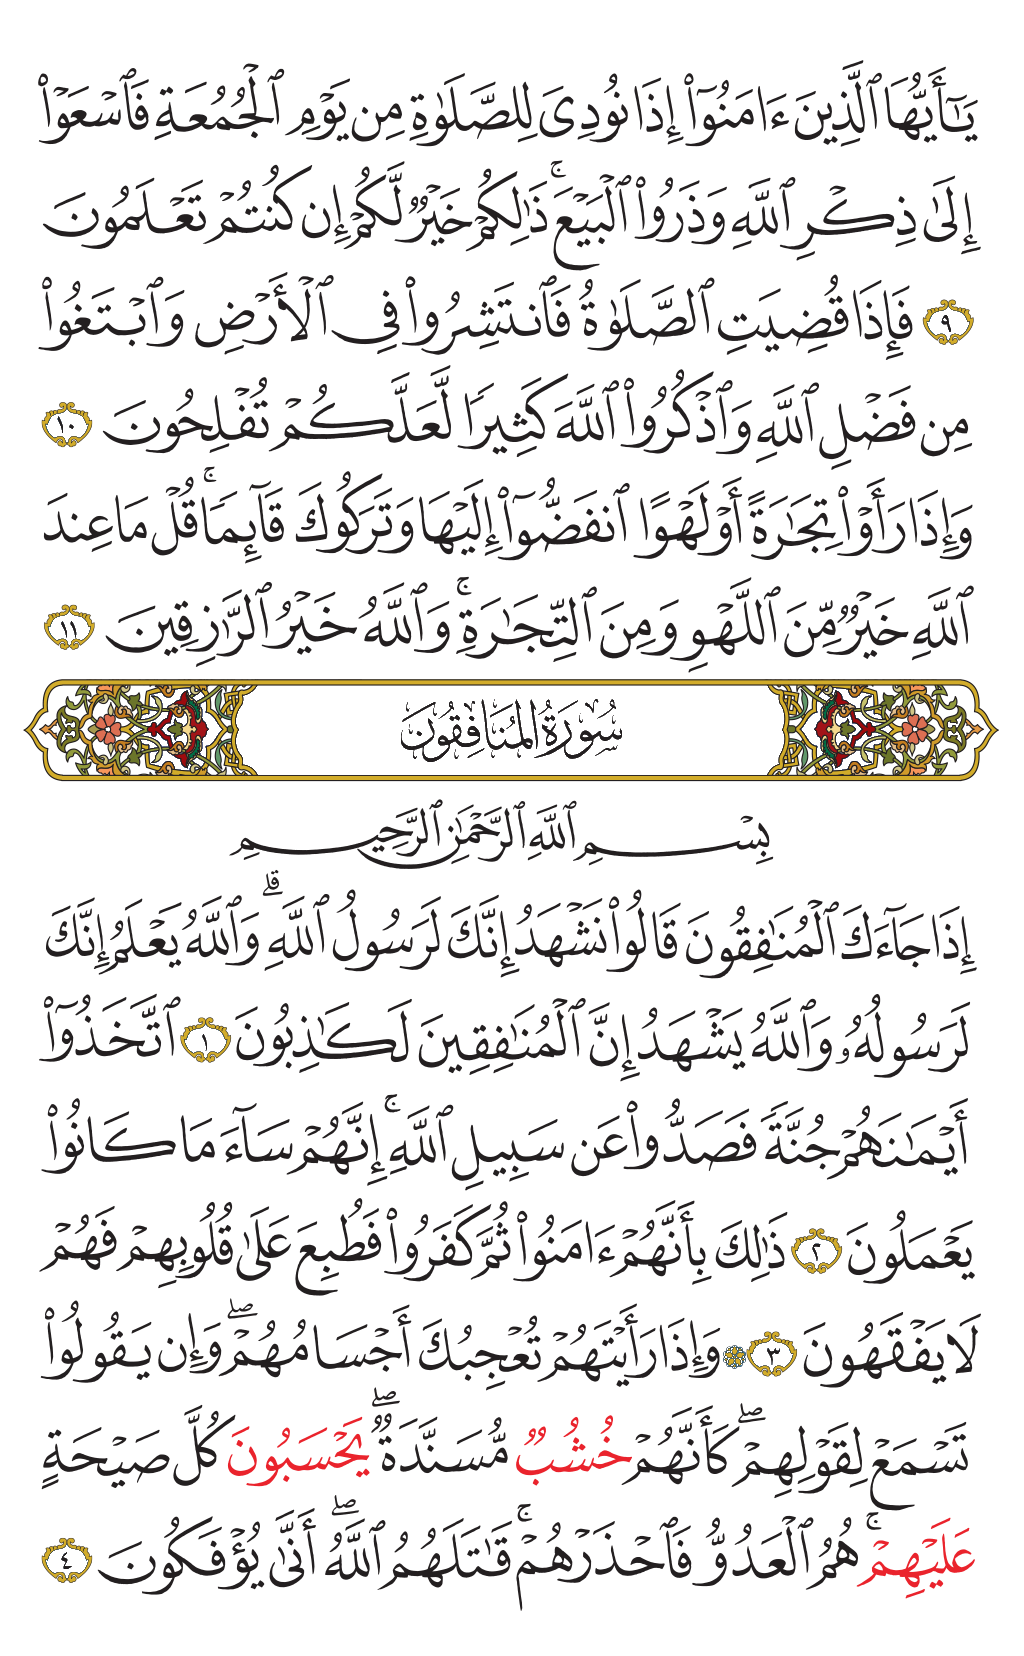 يَٰٓأَيُّهَا ٱلَّذِينَ ءَامَنُوٓاْ إِذَا نُودِيَ لِلصَّلَوٰةِ مِن يَوۡمِ ٱلۡجُمُعَةِ فَٱسۡعَوۡاْ
إِلَىٰ ذِكۡرِ ٱللَّهِ وَذَرُواْ ٱلۡبَيۡعَۚ ذَٰلِكُمۡ خَيۡرٞ لَّكُمۡ إِن كُنتُمۡ تَعۡلَمُونَ
٩ فَإِذَا قُضِيَتِ ٱلصَّلَوٰةُ فَٱنتَشِرُواْ فِي ٱلۡأَرۡضِ وَٱبۡتَغُواْ
مِن فَضۡلِ ٱللَّهِ وَٱذۡكُرُواْ ٱللَّهَ كَثِيرٗا لَّعَلَّكُمۡ تُفۡلِحُونَ ١٠
وَإِذَا رَأَوۡاْ تِجَٰرَةً أَوۡ لَهۡوًا ٱنفَضُّوٓاْ إِلَيۡهَا وَتَرَكُوكَ قَآئِمٗاۚ قُلۡ مَا عِندَ
ٱللَّهِ خَيۡرٞ مِّنَ ٱللَّهۡوِ وَمِنَ ٱلتِّجَٰرَةِۚ وَٱللَّهُ خَيۡرُ ٱلرَّٰزِقِينَ ١١
سُورَةُ المُنَافِقُونَ
بِسۡمِ ٱللَّهِ ٱلرَّحۡمَٰنِ ٱلرَّحِيمِ
إِذَا جَآءَكَ ٱلۡمُنَٰفِقُونَ قَالُواْ نَشۡهَدُ إِنَّكَ لَرَسُولُ ٱللَّهِۗ وَٱللَّهُ يَعۡلَمُ إِنَّكَ
لَرَسُولُهُۥ وَٱللَّهُ يَشۡهَدُ إِنَّ ٱلۡمُنَٰفِقِينَ لَكَٰذِبُونَ ١ ٱتَّخَذُوٓاْ
أَيۡمَٰنَهُمۡ جُنَّةٗ فَصَدُّواْ عَن سَبِيلِ ٱللَّهِۚ إِنَّهُمۡ سَآءَ مَا كَانُواْ
يَعۡمَلُونَ ٢ ذَٰلِكَ بِأَنَّهُمۡ ءَامَنُواْ ثُمَّ كَفَرُواْ فَطُبِعَ عَلَىٰ قُلُوبِهِمۡ فَهُمۡ
لَا يَفۡقَهُونَ ٣ ۞ وَإِذَا رَأَيۡتَهُمۡ تُعۡجِبُكَ أَجۡسَامُهُمۡۖ وَإِن يَقُولُواْ
تَسۡمَعۡ لِقَوۡلِهِمۡۖ كَأَنَّهُمۡ خُشُبٞ مُّسَنَّدَةٞۖ يَحۡسَبُونَ كُلَّ صَيۡحَةٍ
عَلَيۡهِمۡۚ هُمُ ٱلۡعَدُوُّ فَٱحۡذَرۡهُمۡۚ قَٰتَلَهُمُ ٱللَّهُۖ أَنَّىٰ يُؤۡفَكُونَ ٤